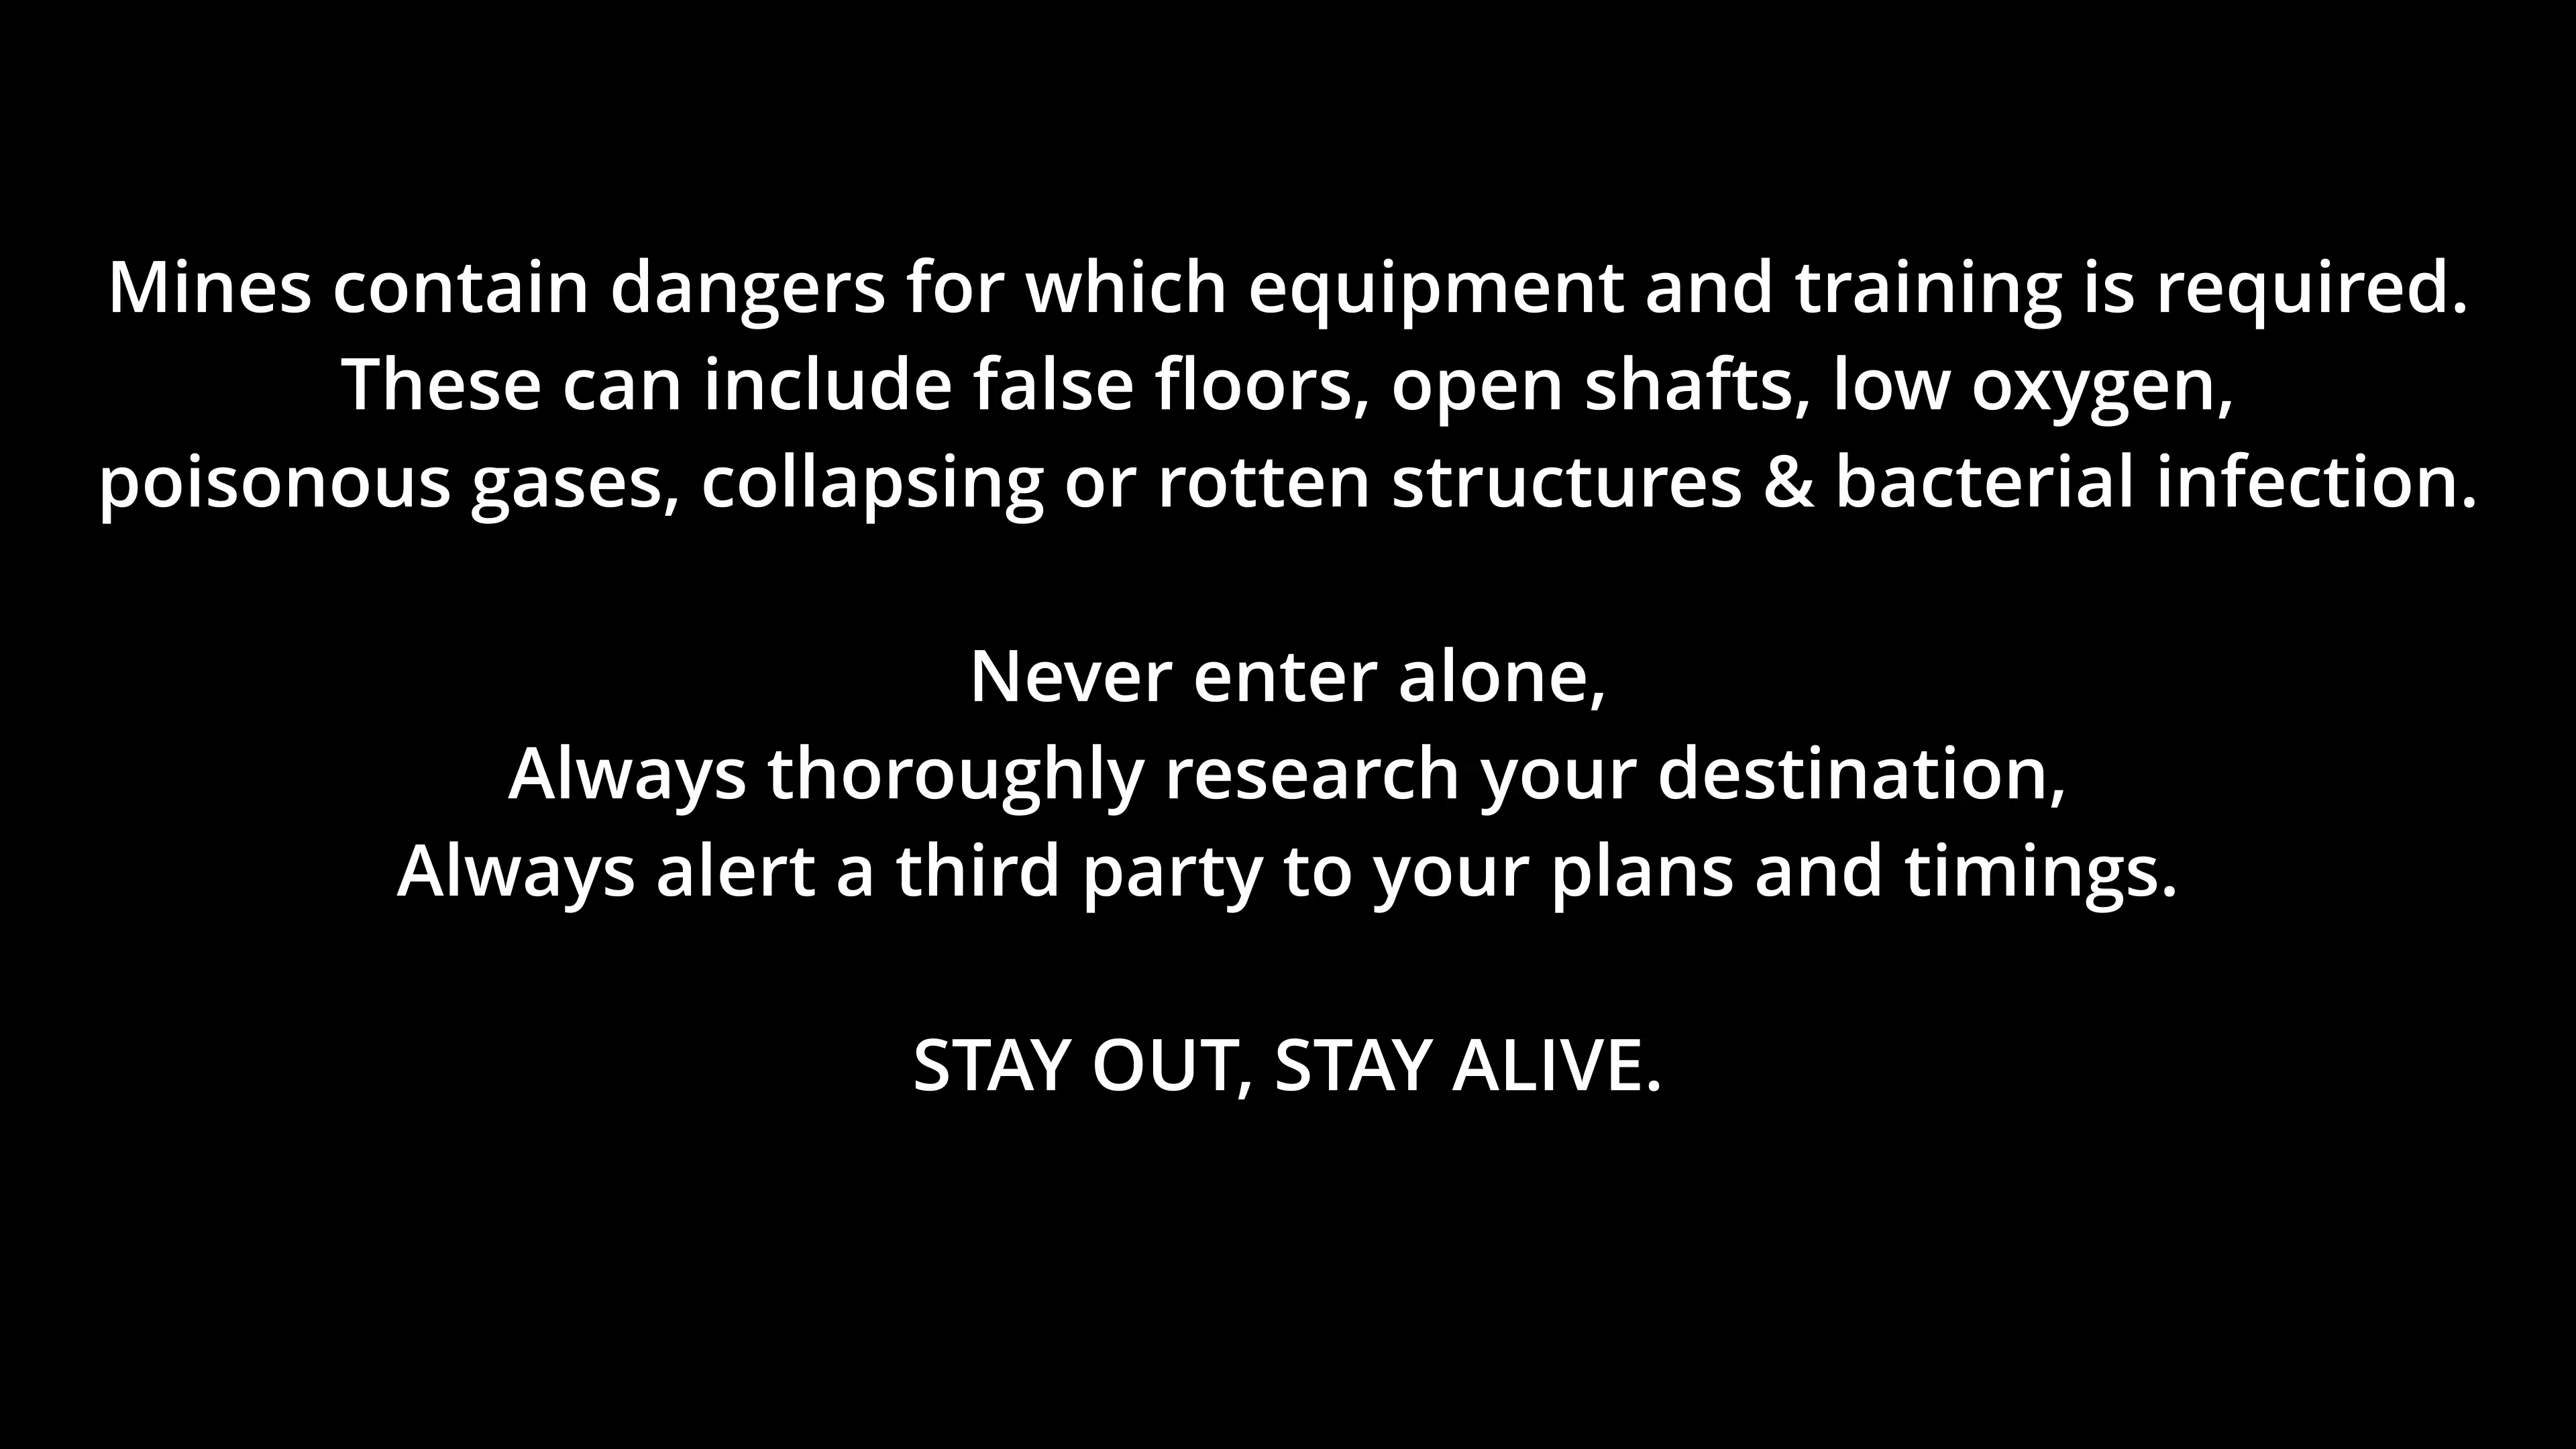 Mines contain dangers for which equipment and training is required.
These can include false floors, open shafts, low oxygen,
poisonous gases, collapsing or rotten structures & bacterial infection.
Never enter alone,
Always thoroughly research your destination,
Always alert a third party to your plans and timings.
STAY OUT, STAY ALIVE.